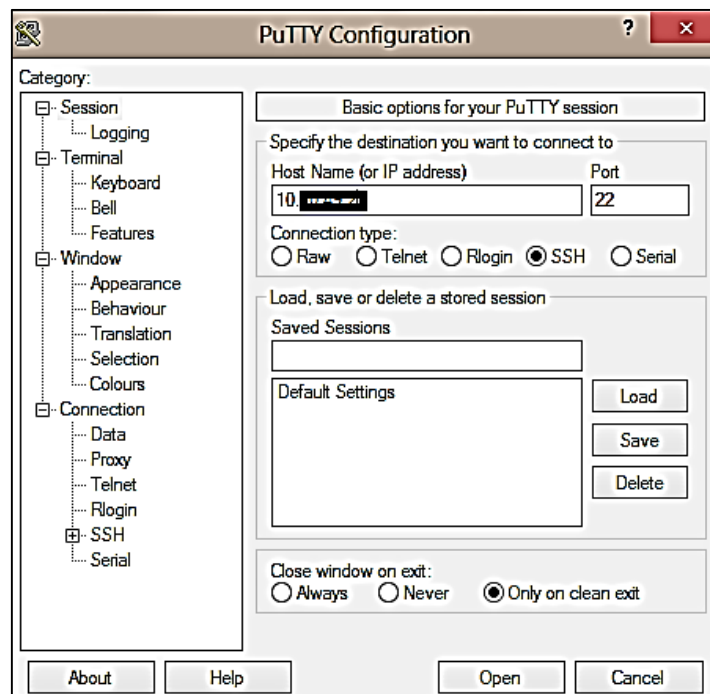 PuTTY Configuration
?
Category:
Session
Logging
Terminal
Keyboard
Bell
Features
Window
Appearance
Behaviour
Translation
Selection
Colours
Connection
Data
Proxy
Telnet
Rlogin
SSH
Serial
Basic options for your PuTTY session
Specify the destination you want to connect to
Host Name (or IP address) Port
10. 22
Connection type:
Raw Telnet Rlogin SSH Serial
Load, save or delete a stored session
Saved Sessions
Default Settings
Load
Save
Delete
Close window on exit:
Always Never Only on clean exit
About Help Open Cancel